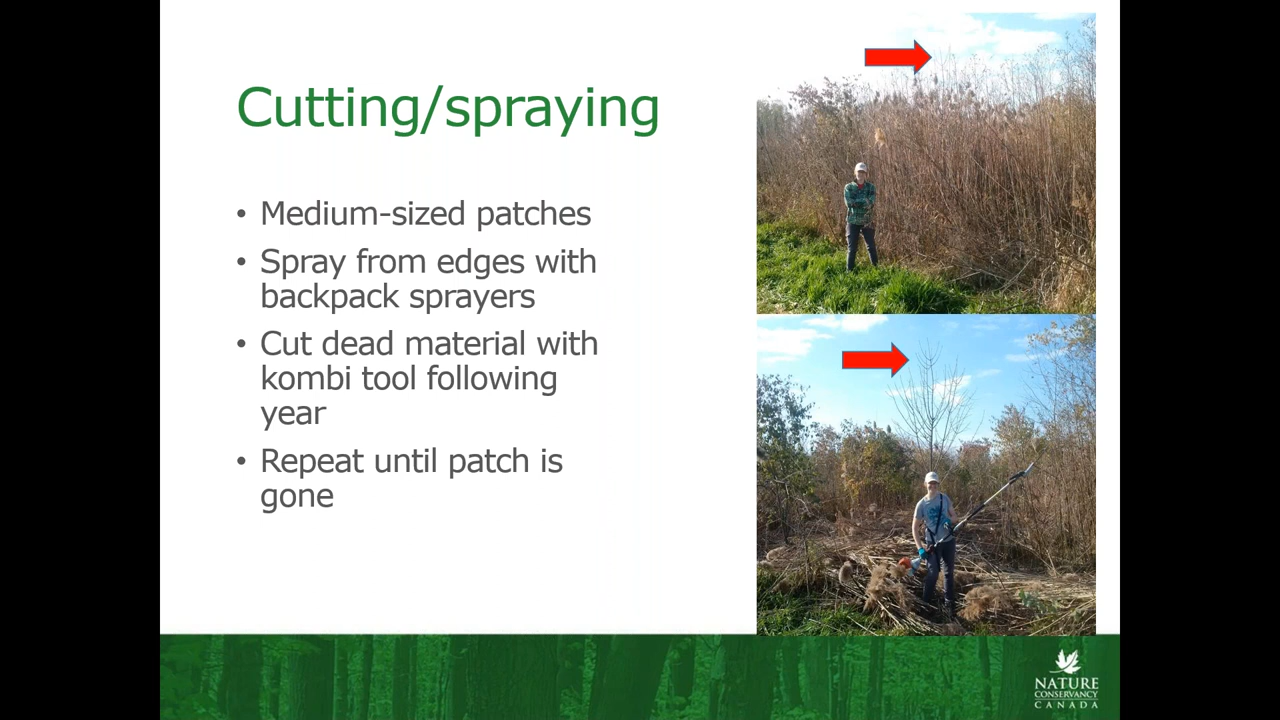 Cutting/spraying
• Medium-sized patches
• Spray from edges with
backpack sprayers
• Cut dead material with
kombi tool following
year
• Repeat until patch is
gone
NATURE
CONSERVANCY
CANADA